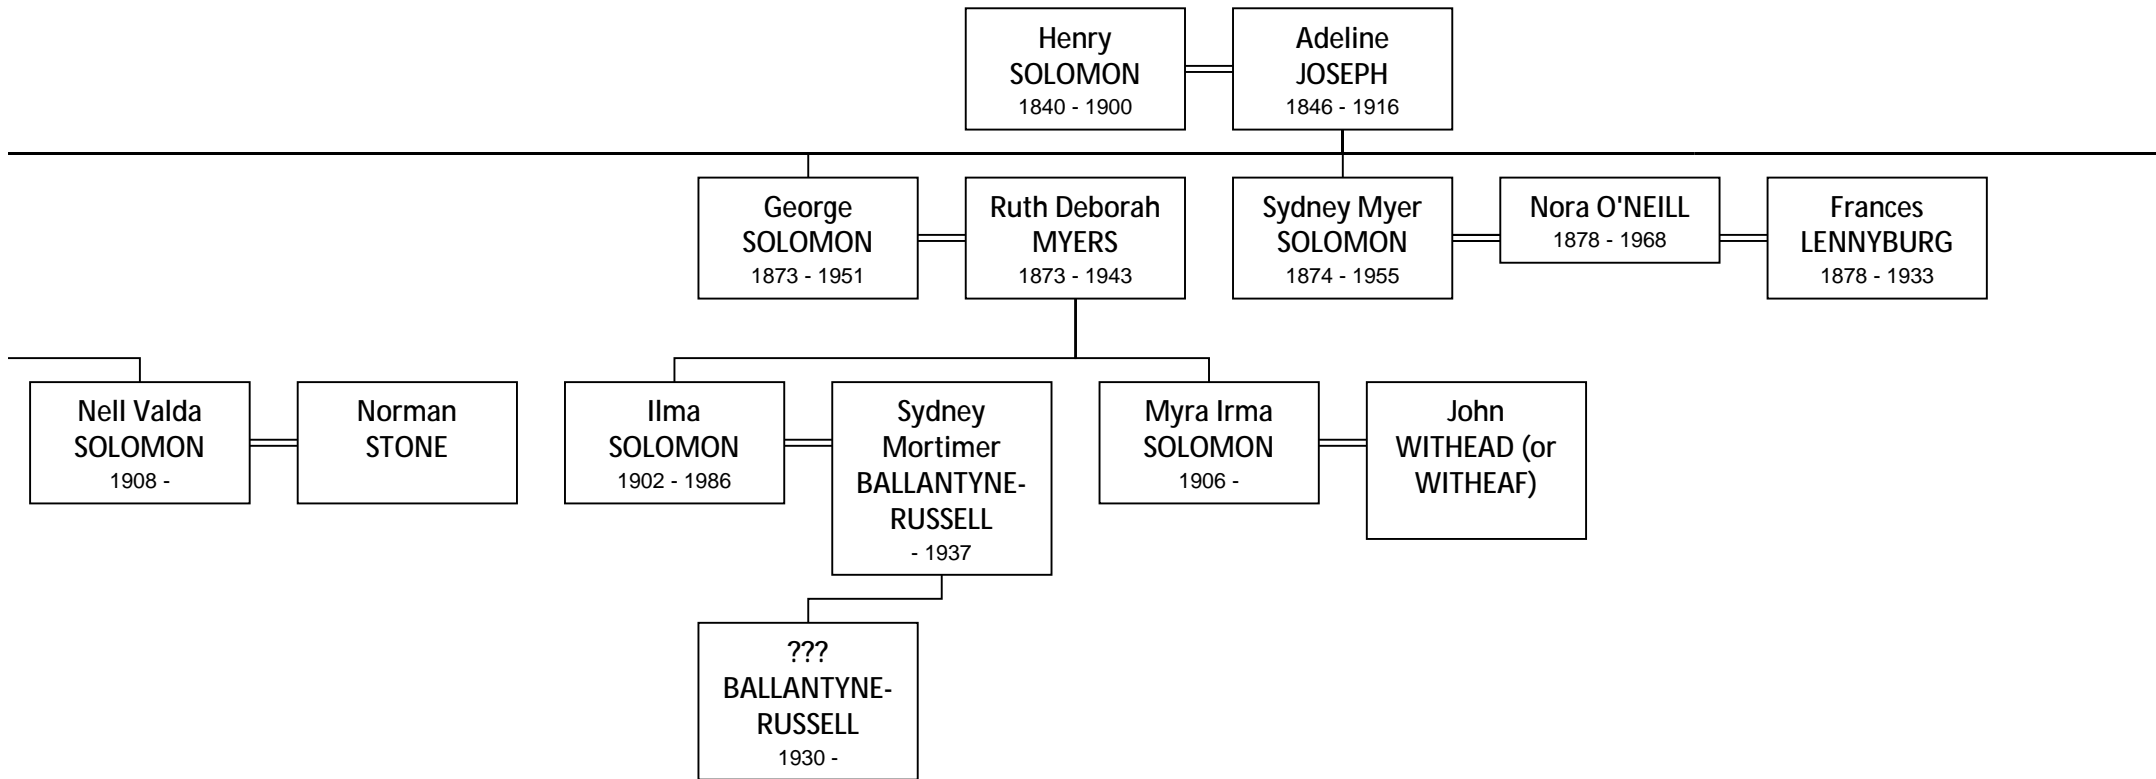 Henry
SOLOMON
1840 - 1900
Adeline
JOSEPH
1846 - 1916
George
SOLOMON
1873 - 1951
Ruth Deborah
MYERS
1873 - 1943
Sydney Myer
SOLOMON
1874 - 1955
Nora O'NEILL
1878 - 1968
Frances
LENNYBURG
1878 - 1933
Nell Valda
SOLOMON
1908 -
Norman
STONE
Ilma
SOLOMON
1902 - 1986
Sydney
Mortimer
BALLANTYNE-
RUSSELL
- 1937
Myra Irma
SOLOMON
1906 -
John
WITHEAD (or
WITHEAF)
???
BALLANTYNE-
RUSSELL
1930 -